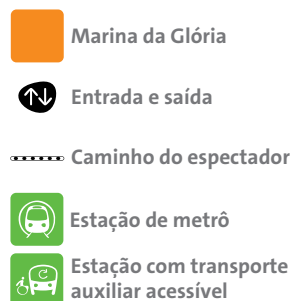 Marina da Glória
Entrada e saída
Caminho do espectador
Estação de metrô
Estação com transporte
auxiliar acessível